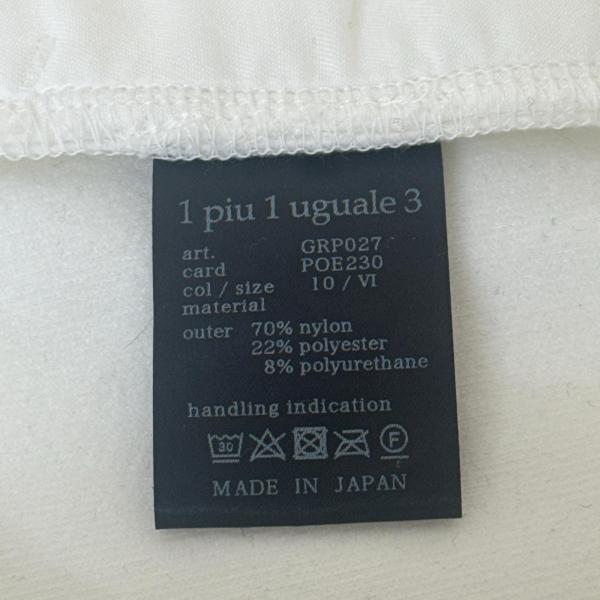 1 piu 1 uguale 3
art. GRP027
card POE230
col / size 10 / VI
material
outer 70% nylon
22% polyester
8% polyurethane
handling indication
30 F
MADE IN JAPAN